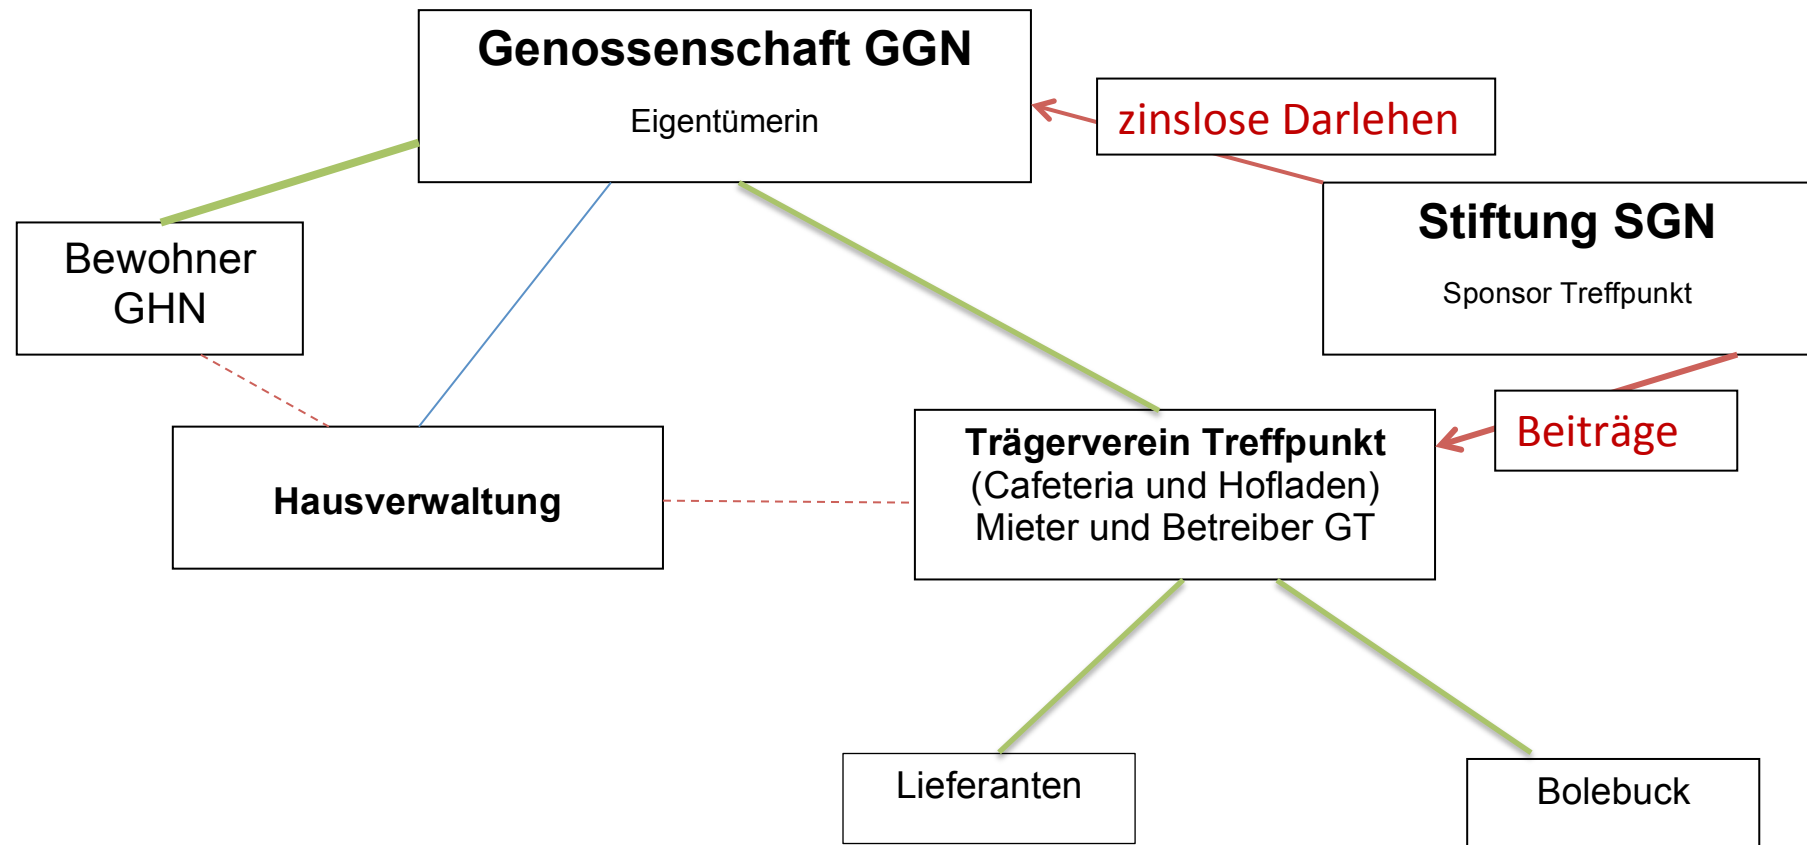 Genossenschaft GGN
Eigentümerin
zinslose Darlehen
Stiftung SGN
Sponsor Treffpunkt
Bewohner
GHN
Beiträge
Trägerverein Treffpunkt
(Cafeteria und Hofladen)
Mieter und Betreiber GT
Hausverwaltung
Lieferanten
Bolebuck